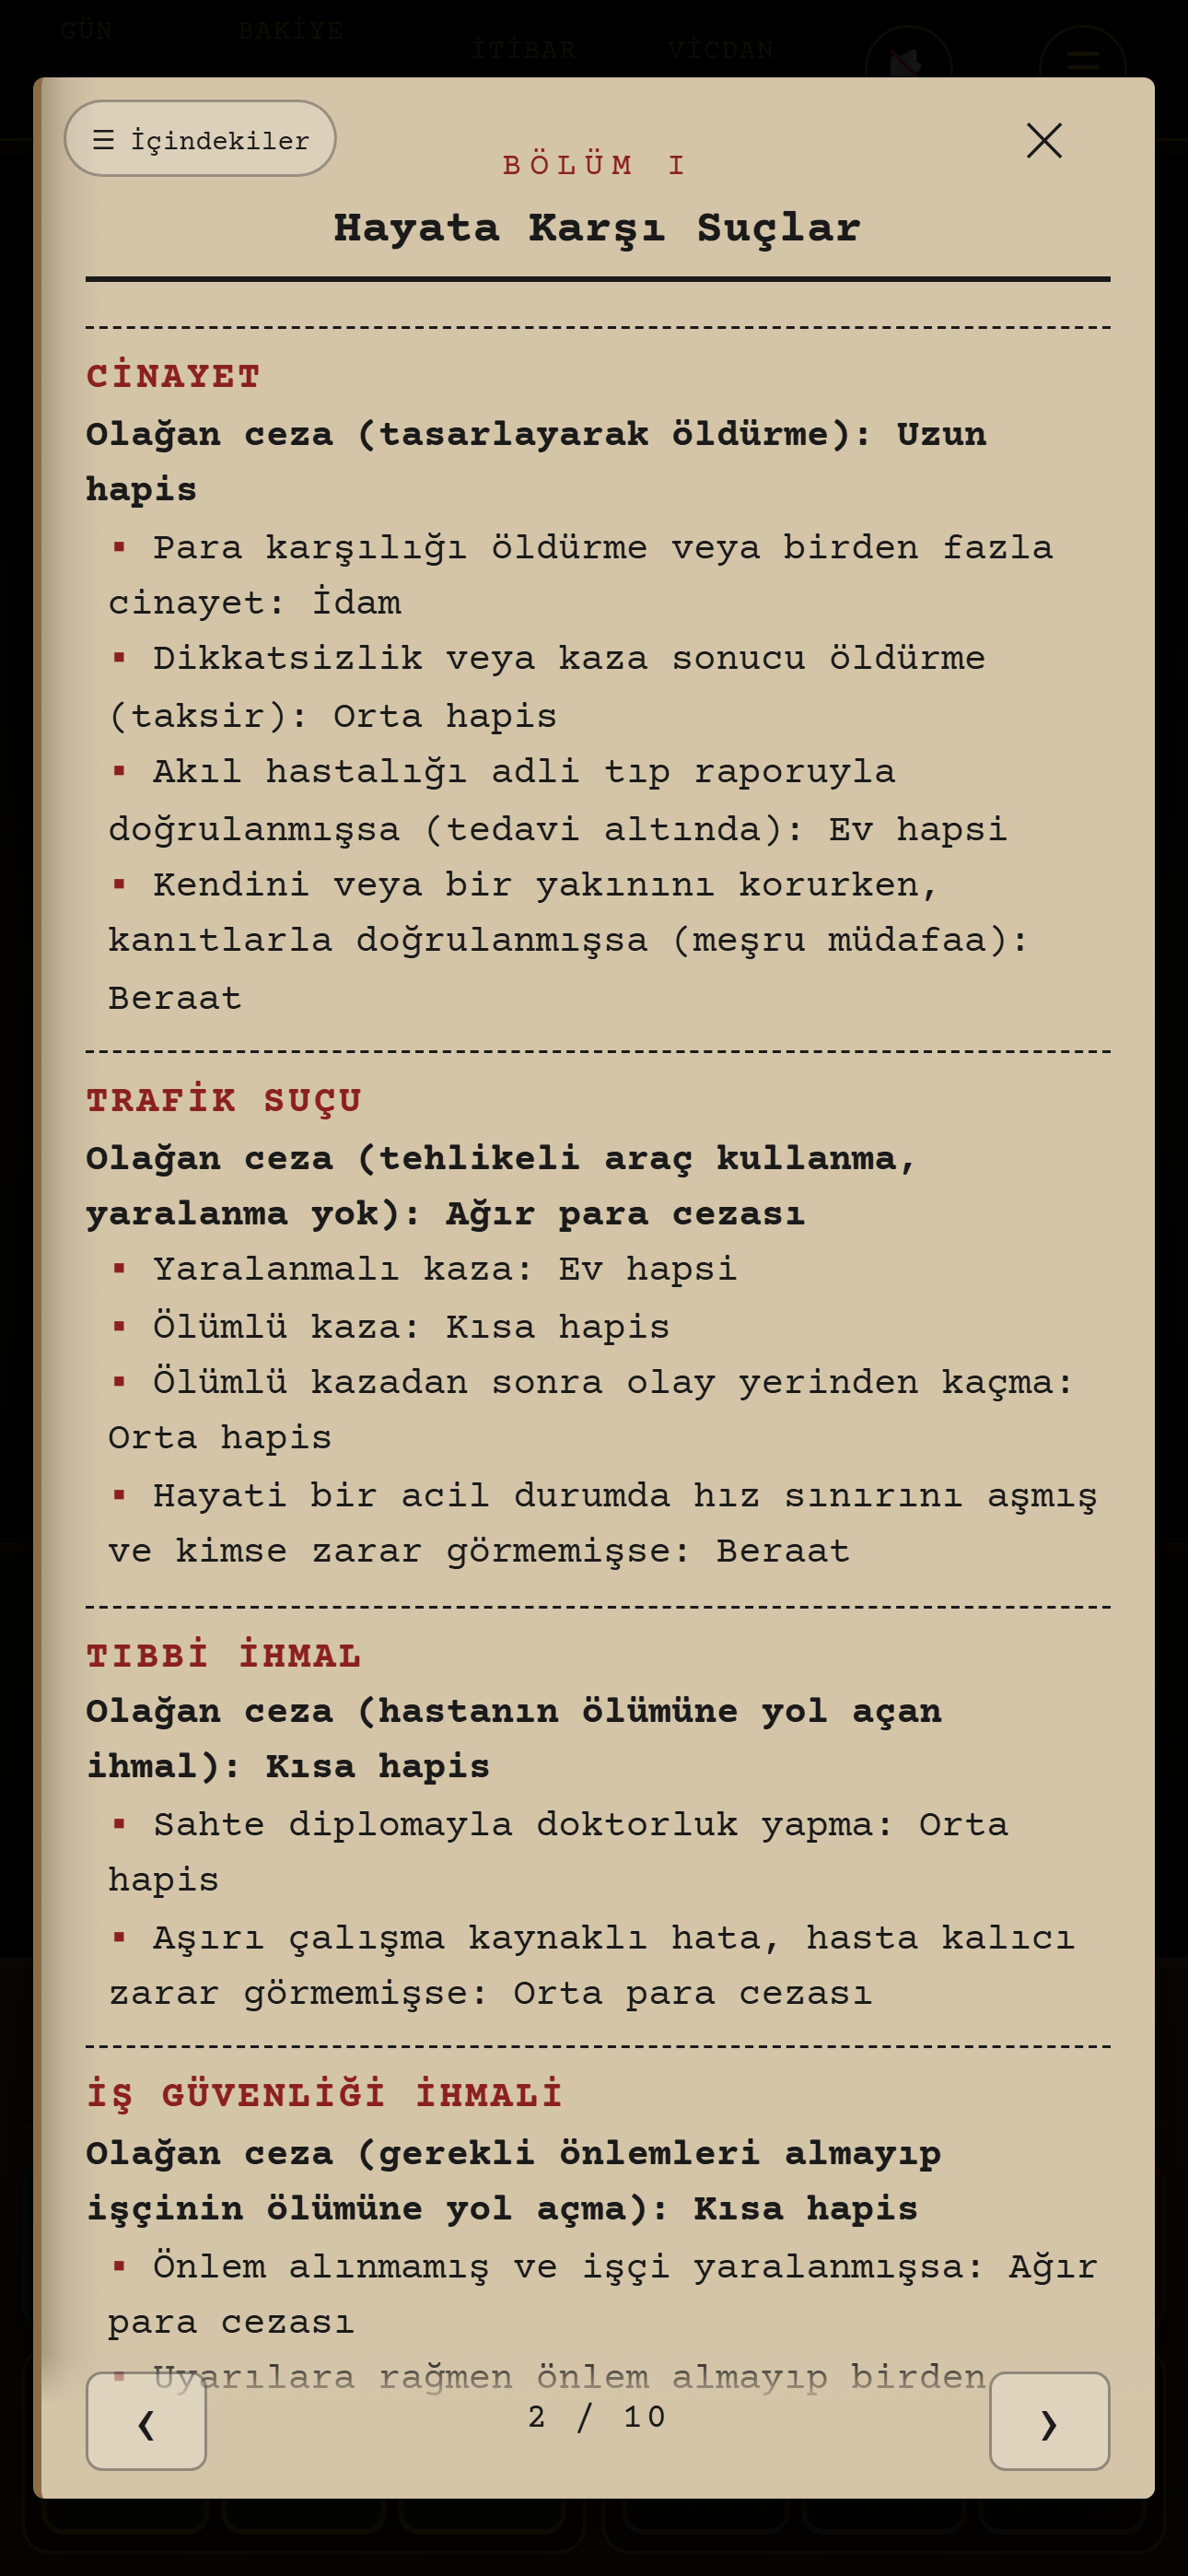 GÜN
BAKİYE
İTİBAR
VİCDAN
☰ İçindekiler
BÖLÜM I
Hayata Karşı Suçlar
CİNAYET
Olağan ceza (tasarlayarak öldürme): Uzun
hapis
▪ Para karşılığı öldürme veya birden fazla
cinayet: İdam
▪ Dikkatsizlik veya kaza sonucu öldürme
(taksir): Orta hapis
▪ Akıl hastalığı adli tıp raporuyla
doğrulanmışsa (tedavi altında): Ev hapsi
▪ Kendini veya bir yakınını korurken,
kanıtlarla doğrulanmışsa (meşru müdafaa):
Beraat
TRAFİK SUÇU
Olağan ceza (tehlikeli araç kullanma,
yaralanma yok): Ağır para cezası
▪ Yaralanmalı kaza: Ev hapsi
▪ Ölümlü kaza: Kısa hapis
▪ Ölümlü kazadan sonra olay yerinden kaçma:
Orta hapis
▪ Hayati bir acil durumda hız sınırını aşmış
ve kimse zarar görmemişse: Beraat
TIBBİ İHMAL
Olağan ceza (hastanın ölümüne yol açan
ihmal): Kısa hapis
▪ Sahte diplomayla doktorluk yapma: Orta
hapis
▪ Aşırı çalışma kaynaklı hata, hasta kalıcı
zarar görmemişse: Orta para cezası
İŞ GÜVENLİĞİ İHMALİ
Olağan ceza (gerekli önlemleri almayıp
işçinin ölümüne yol açma): Kısa hapis
▪ Önlem alınmamış ve işçi yaralanmışsa: Ağır
para cezası
▪ Uyarılara rağmen önlem almayıp birden
2 / 10